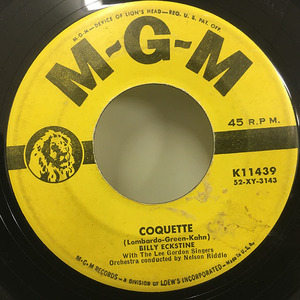 M-G-M—DEVICE OF LION'S HEAD—REG. U. S. PAT. OFF.
M-G-M
45 R.P.M.
K11439
52-XY-3143
COQUETTE
(Lombardo-Green-Kahn)
BILLY ECKSTINE
With The Lee Gordon Singers
Orchestra conducted by Nelson Riddle
M-G-M RECORDS — A DIVISION OF LOEW'S INCORPORATED—MADE IN U.S.A.